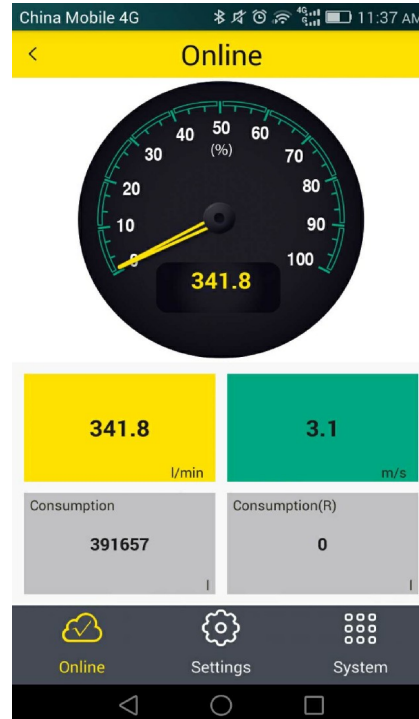 China Mobile 4G 4G G 11:37 AM
Online
50
40 60
(%)
30 70
20 80
10 90
0 100
341.8
341.8 3.1
l/min m/s
Consumption Consumption(R)
391657 0
l l
Online Settings System